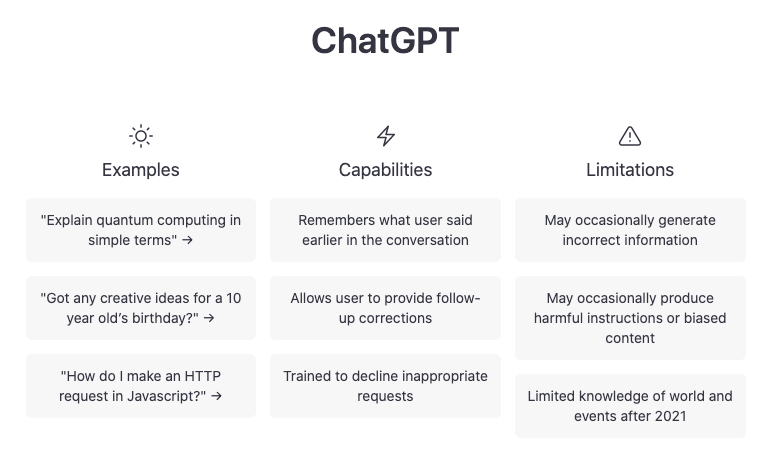 ChatGPT
Examples
"Explain quantum computing in
simple terms" →
"Got any creative ideas for a 10
year old's birthday?" →
"How do I make an HTTP
request in Javascript?" →
Capabilities
Remembers what user said
earlier in the conversation
Allows user to provide follow-
up corrections
Trained to decline inappropriate
requests
Limitations
May occasionally generate
incorrect information
May occasionally produce
harmful instructions or biased
content
Limited knowledge of world and
events after 2021